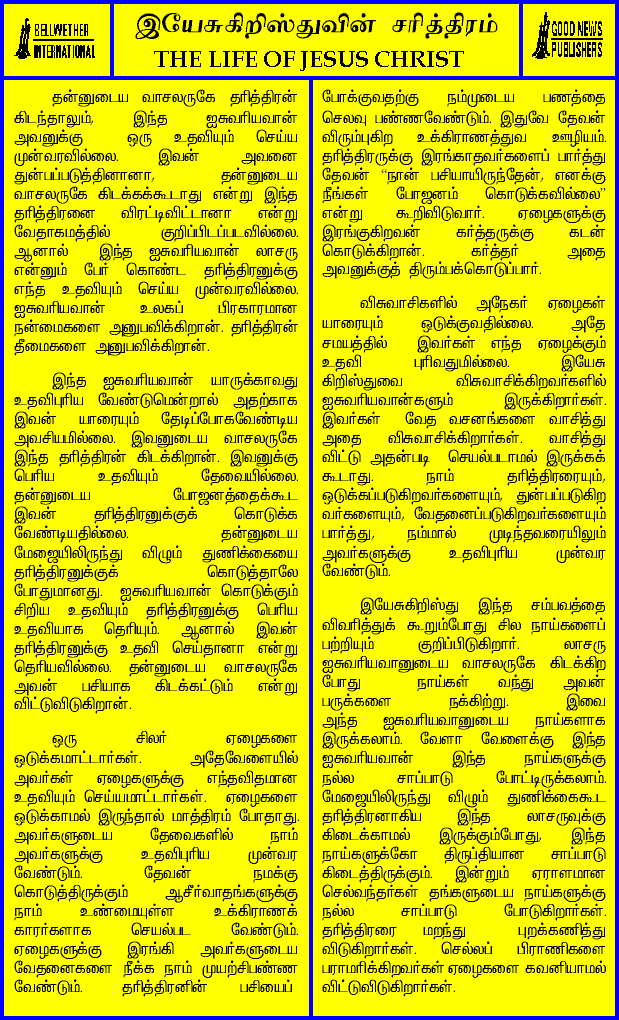 BELLWETHER
INTERNATIONAL
இயேசுகிறிஸ்துவின் சரித்திரம்
THE LIFE OF JESUS CHRIST
GOOD NEWS
PUBLISHERS
தன்னுடைய வாசலருகே தரித்திரன்
கிடந்தாலும், இந்த ஐசுவரியவான்
அவனுக்கு ஒரு உதவியும் செய்ய
முன்வரவில்லை. இவன் அவனை
துன்பப்படுத்தினானா, தன்னுடைய
வாசலருகே கிடக்கக்கூடாது என்று இந்த
தரித்திரனை விரட்டிவிட்டானா என்று
வேதாகமத்தில் குறிப்பிடப்படவில்லை.
ஆனால் இந்த ஐசுவரியவான் லாசரு
என்னும் பேர் கொண்ட தரித்திரனுக்கு
எந்த உதவியும் செய்ய முன்வரவில்லை.
ஐசுவரியவான் உலகப் பிரகாரமான
நன்மைகளை அனுபவிக்கிறான். தரித்திரன்
தீமைகளை அனுபவிக்கிறான்.
இந்த ஐசுவரியவான் யாருக்காவது
உதவிபுரிய வேண்டுமென்றால் அதற்காக
இவன் யாரையும் தேடிப்போகவேண்டிய
அவசியமில்லை. இவனுடைய வாசலருகே
இந்த தரித்திரன் கிடக்கிறான். இவனுக்கு
பெரிய உதவியும் தேவையில்லை.
தன்னுடைய போஜனத்தைக்கூட
இவன் தரித்திரனுக்குக் கொடுக்க
வேண்டியதில்லை. தன்னுடைய
மேஜையிலிருந்து விழும் துணிக்கையை
தரித்திரனுக்குக் கொடுத்தாலே
போதுமானது. ஐசுவரியவான் கொடுக்கும்
சிறிய உதவியும் தரித்திரனுக்கு பெரிய
உதவியாக தெரியும். ஆனால் இவன்
தரித்திரனுக்கு உதவி செய்தானா என்று
தெரியவில்லை. தன்னுடைய வாசலருகே
அவன் பசியாக கிடக்கட்டும் என்று
விட்டுவிடுகிறான்.
ஒரு சிலர் ஏழைகளை
ஒடுக்கமாட்டார்கள். அதேவேளையில்
அவர்கள் ஏழைகளுக்கு எந்தவிதமான
உதவியும் செய்யமாட்டார்கள். ஏழைகளை
ஒடுக்காமல் இருந்தால் மாத்திரம் போதாது.
அவர்களுடைய தேவைகளில் நாம்
அவர்களுக்கு உதவிபுரிய முன்வர
வேண்டும். தேவன் நமக்கு
கொடுத்திருக்கும் ஆசீர்வாதங்களுக்கு
நாம் உண்மையுள்ள உக்கிராணக்
காரர்களாக செயல்பட வேண்டும்.
ஏழைகளுக்கு இரங்கி அவர்களுடைய
வேதனைகளை நீக்க நாம் முயற்சிபண்ண
வேண்டும். தரித்திரனின் பசியைப்
போக்குவதற்கு நம்முடைய பணத்தை
செலவு பண்ணவேண்டும். இதுவே தேவன்
விரும்புகிற உக்கிராணத்துவ ஊழியம்.
தரித்திரருக்கு இரங்காதவர்களைப் பார்த்து
தேவன் “நான் பசியாயிருந்தேன், எனக்கு
நீங்கள் போஜனம் கொடுக்கவில்லை”
என்று கூறிவிடுவார். ஏழைகளுக்கு
இரங்குகிறவன் கர்த்தருக்கு கடன்
கொடுக்கிறான். கர்த்தர் அதை
அவனுக்குத் திரும்பக்கொடுப்பார்.
விசுவாசிகளில் அநேகர் ஏழைகள்
யாரையும் ஒடுக்குவதில்லை. அதே
சமயத்தில் இவர்கள் எந்த ஏழைக்கும்
உதவி புரிவதுமில்லை. இயேசு
கிறிஸ்துவை விசுவாசிக்கிறவர்களில்
ஐசுவரியவான்களும் இருக்கிறார்கள்.
இவர்கள் வேத வசனங்களை வாசித்து
அதை விசுவாசிக்கிறார்கள். வாசித்து
விட்டு அதன்படி செயல்படாமல் இருக்கக்
கூடாது. நாம் தரித்திரரையும்,
ஒடுக்கப்படுகிறவர்களையும், துன்பப்படுகிற
வர்களையும், வேதனைப்படுகிறவர்களையும்
பார்த்து, நம்மால் முடிந்தவரையிலும்
அவர்களுக்கு உதவிபுரிய முன்வர
வேண்டும்.
இயேசுகிறிஸ்து இந்த சம்பவத்தை
விவரித்துக் கூறும்போது சில நாய்களைப்
பற்றியும் குறிப்பிடுகிறார். லாசரு
ஐசுவரியவானுடைய வாசலருகே கிடக்கிற
போது நாய்கள் வந்து அவன்
பருக்களை நக்கிற்று. இவை
அந்த ஐசுவரியவானுடைய நாய்களாக
இருக்கலாம். வேளா வேளைக்கு இந்த
ஐசுவரியவான் இந்த நாய்களுக்கு
நல்ல சாப்பாடு போட்டிருக்கலாம்.
மேஜையிலிருந்து விழும் துணிக்கைகூட
தரித்திரனாகிய இந்த லாசருவுக்கு
கிடைக்காமல் இருக்கும்போது, இந்த
நாய்களுக்கோ திருப்தியான சாப்பாடு
கிடைத்திருக்கும். இன்றும் ஏராளமான
செல்வந்தர்கள் தங்களுடைய நாய்களுக்கு
நல்ல சாப்பாடு போடுகிறார்கள்.
தரித்திரரை மறந்து புறக்கணித்து
விடுகிறார்கள். செல்லப் பிராணிகளை
பராமரிக்கிறவர்கள் ஏழைகளை கவனியாமல்
விட்டுவிடுகிறார்கள்.